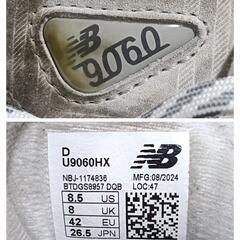 NB
9060
D
U9060HX
NBJ-1174836
MFG:08/2024
BTDGS8957 DQB
LOC:47
8.5 US
8 UK
42 EU
26.5 JPN